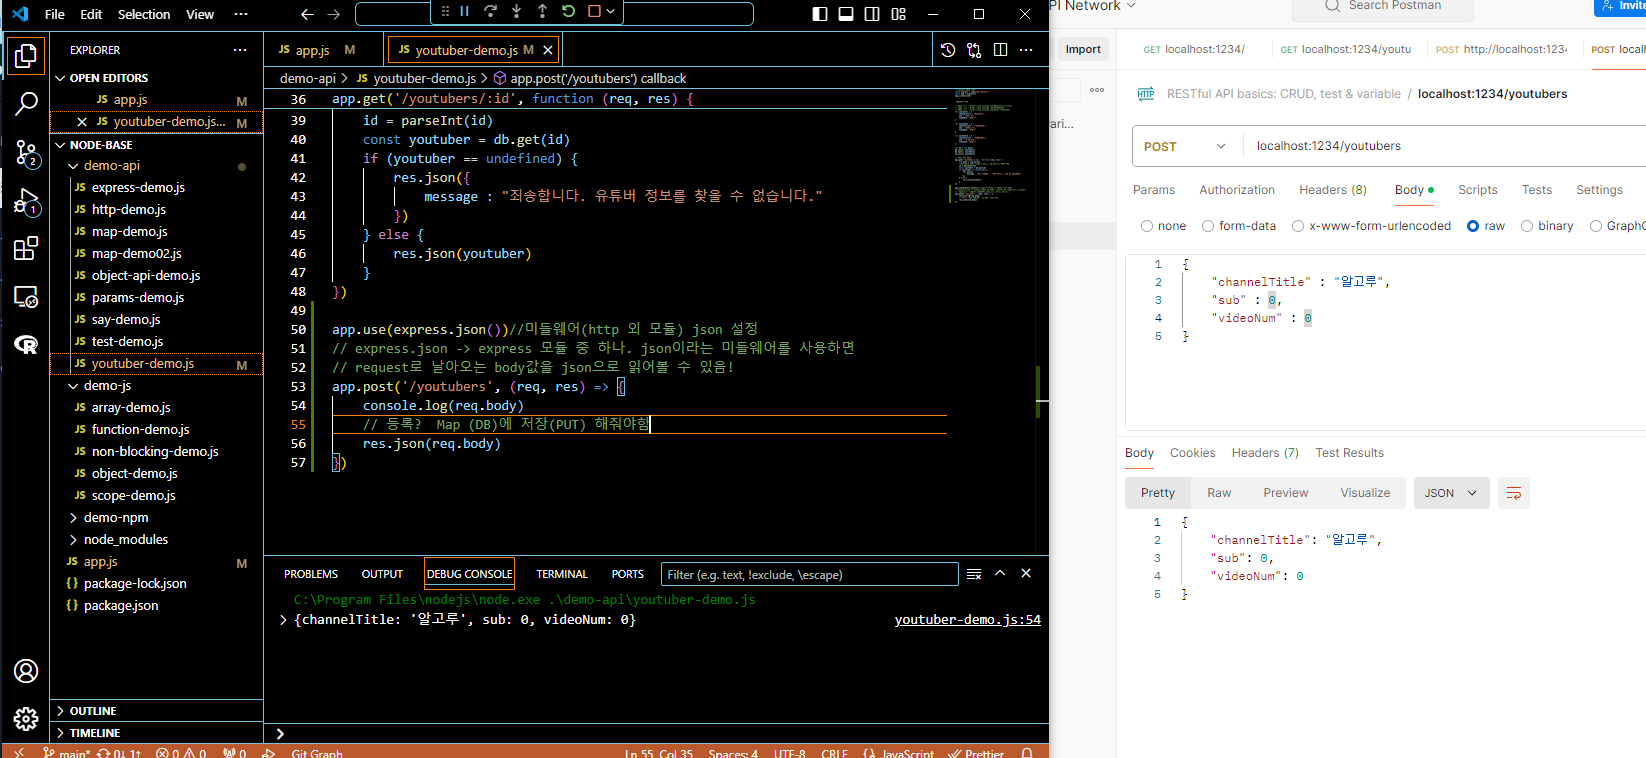 File Edit Selection View ···
EXPLORER ···
OPEN EDITORS
app.js M
youtuber-demo.js... M
NODE-BASE
demo-api
JS express-demo.js
JS http-demo.js
JS map-demo.js
JS map-demo02.js
JS object-api-demo.js
JS params-demo.js
JS say-demo.js
JS test-demo.js
JS youtuber-demo.js M
demo-js
JS array-demo.js
JS function-demo.js
JS non-blocking-demo.js
JS object-demo.js
JS scope-demo.js
demo-npm
node_modules
JS app.js M
{} package-lock.json
{} package.json
OUTLINE
TIMELINE
2
1
JS app.js M
JS youtuber-demo.js M
demo-api > JS youtuber-demo.js > app.post('/youtubers') callback
36 app.get('/youtubers/:id', function (req, res) {
39 id = parseInt(id)
40 const youtuber = db.get(id)
41 if (youtuber == undefined) {
42 res.json({
43 message : "죄송합니다. 유튜버 정보를 찾을 수 없습니다."
44 })
45 } else {
46 res.json(youtuber)
47 }
48 })
49
50 app.use(express.json())//미들웨어(http 외 모듈) json 설정
51 // express.json -> express 모듈 중 하나. json이라는 미들웨어를 사용하면
52 // request로 날아오는 body값을 json으로 읽어볼 수 있음!
53 app.post('/youtubers', (req, res) => {
54 console.log(req.body)
55 // 등록? Map (DB)에 저장(PUT) 해줘야함
56 res.json(req.body)
57 })
PROBLEMS OUTPUT DEBUG CONSOLE TERMINAL PORTS Filter (e.g. text, !exclude, \escape)
C:\Program Files\nodejs\node.exe .\demo-api\youtuber-demo.js
> {channelTitle: '알고루', sub: 0, videoNum: 0} youtuber-demo.js:54
>
main* 0↓ 1↑ 0 0 0 Git Graph Ln 55, Col 35 Spaces: 4 UTF-8 CRLF {} JavaScript Prettier
PI Network Search Postman Invite
Import GET localhost:1234/ GET localhost:1234/youtu POST http://localhost:123 POST local
HTTP RESTful API basics: CRUD, test & variable / localhost:1234/youtubers
vari...
POST localhost:1234/youtubers
Params Authorization Headers (8) Body Scripts Tests Settings
none form-data x-www-form-urlencoded raw binary Graph
1 {
2 "channelTitle" : "알고루",
3 "sub" : 0,
4 "videoNum" : 0
5 }
Body Cookies Headers (7) Test Results
Pretty Raw Preview Visualize JSON
1 {
2 "channelTitle": "알고루",
3 "sub": 0,
4 "videoNum": 0
5 }